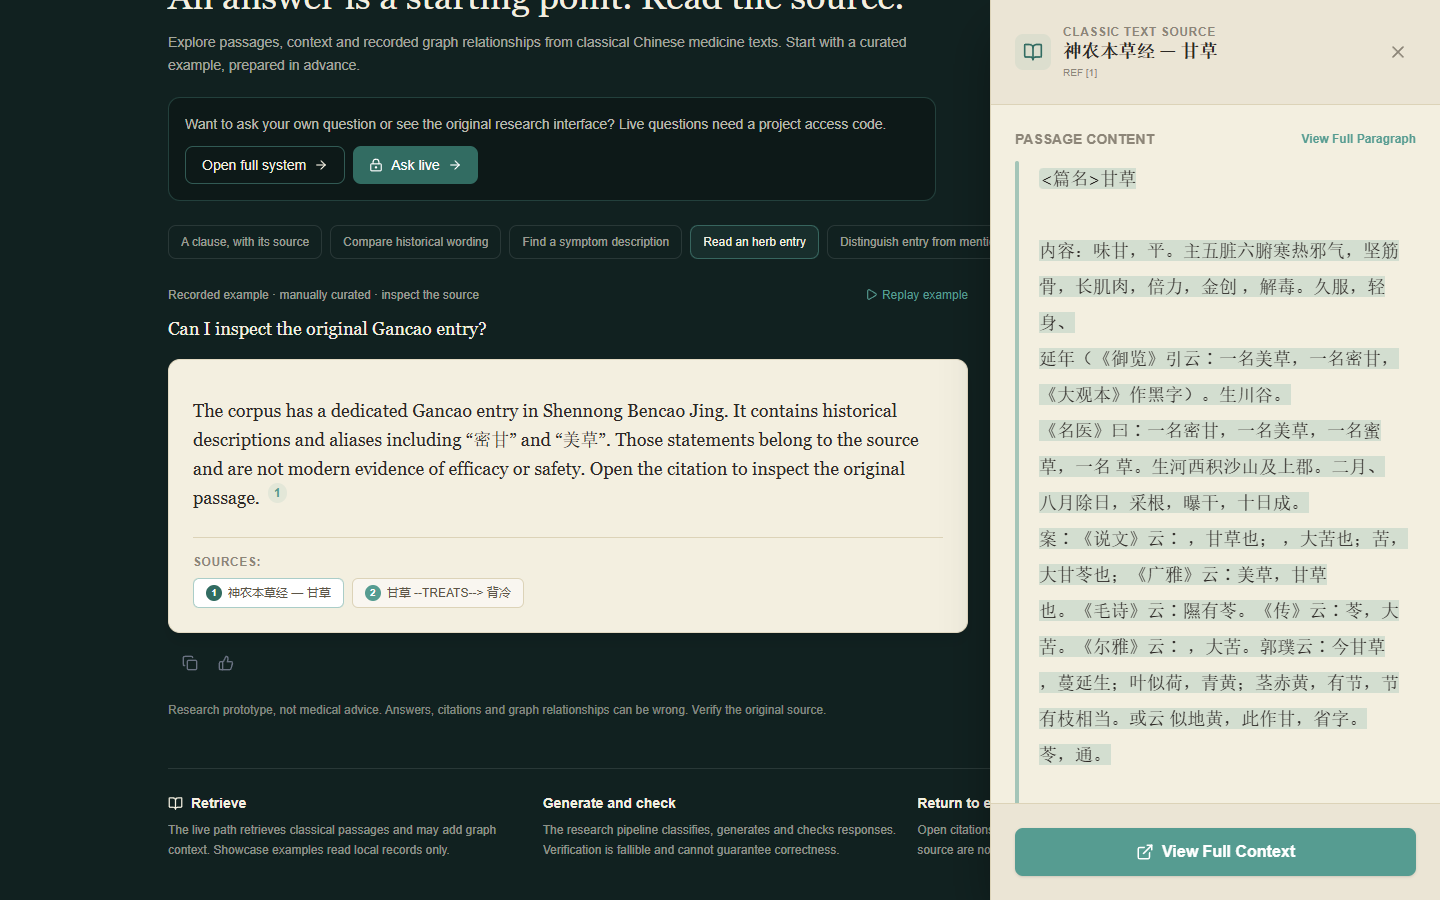 An answer is a starting point. Read the source.
Explore passages, context and recorded graph relationships from classical Chinese medicine texts. Start with a curated
example, prepared in advance.
Want to ask your own question or see the original research interface? Live questions need a project access code.
Open full system
Ask live
A clause, with its source
Compare historical wording
Find a symptom description
Read an herb entry
Distinguish entry from menti
Recorded example · manually curated · inspect the source
Replay example
Can I inspect the original Gancao entry?
The corpus has a dedicated Gancao entry in Shennong Bencao Jing. It contains historical
descriptions and aliases including “密甘” and “美草”. Those statements belong to the source
and are not modern evidence of efficacy or safety. Open the citation to inspect the original
passage. 1
SOURCES:
1 神农本草经 — 甘草
2 甘草 --TREATS--> 背冷
Research prototype, not medical advice. Answers, citations and graph relationships can be wrong. Verify the original source.
Retrieve
The live path retrieves classical passages and may add graph
context. Showcase examples read local records only.
Generate and check
The research pipeline classifies, generates and checks responses.
Verification is fallible and cannot guarantee correctness.
Return to e
Open citations
source are no
CLASSIC TEXT SOURCE
神农本草经 — 甘草
REF [1]
PASSAGE CONTENT
View Full Paragraph
<篇名>甘草
内容：味甘，平。主五脏六腑寒热邪气，坚筋
骨，长肌肉，倍力，金创 ，解毒。久服，轻
身、
延年（《御览》引云：一名美草，一名密甘，
《大观本》作黑字）。生川谷。
《名医》曰：一名密甘，一名美草，一名蜜
草，一名 草。生河西积沙山及上郡。二月、
八月除日，采根，曝干，十日成。
案：《说文》云： ，甘草也； ，大苦也；苦，
大甘苓也；《广雅》云：美草，甘草
也。《毛诗》云：隰有苓。《传》云：苓，大
苦。《尔雅》云： ，大苦。郭璞云：今甘草
，蔓延生；叶似荷，青黄；茎赤黄，有节，节
有枝相当。或云 似地黄，此作甘，省字。
苓，通。
View Full Context